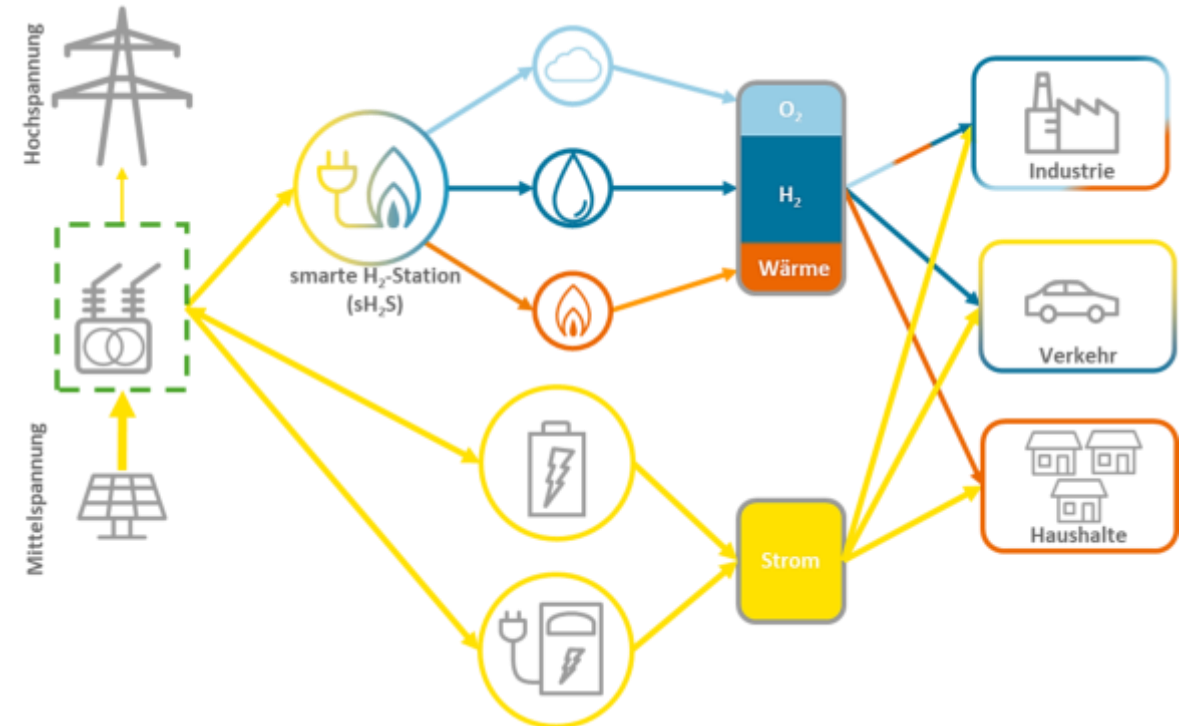 Hochspannung
Mittelspannung
smarte H₂-Station
(sH₂S)
O₂
H₂
Wärme
Strom
Industrie
Verkehr
Haushalte